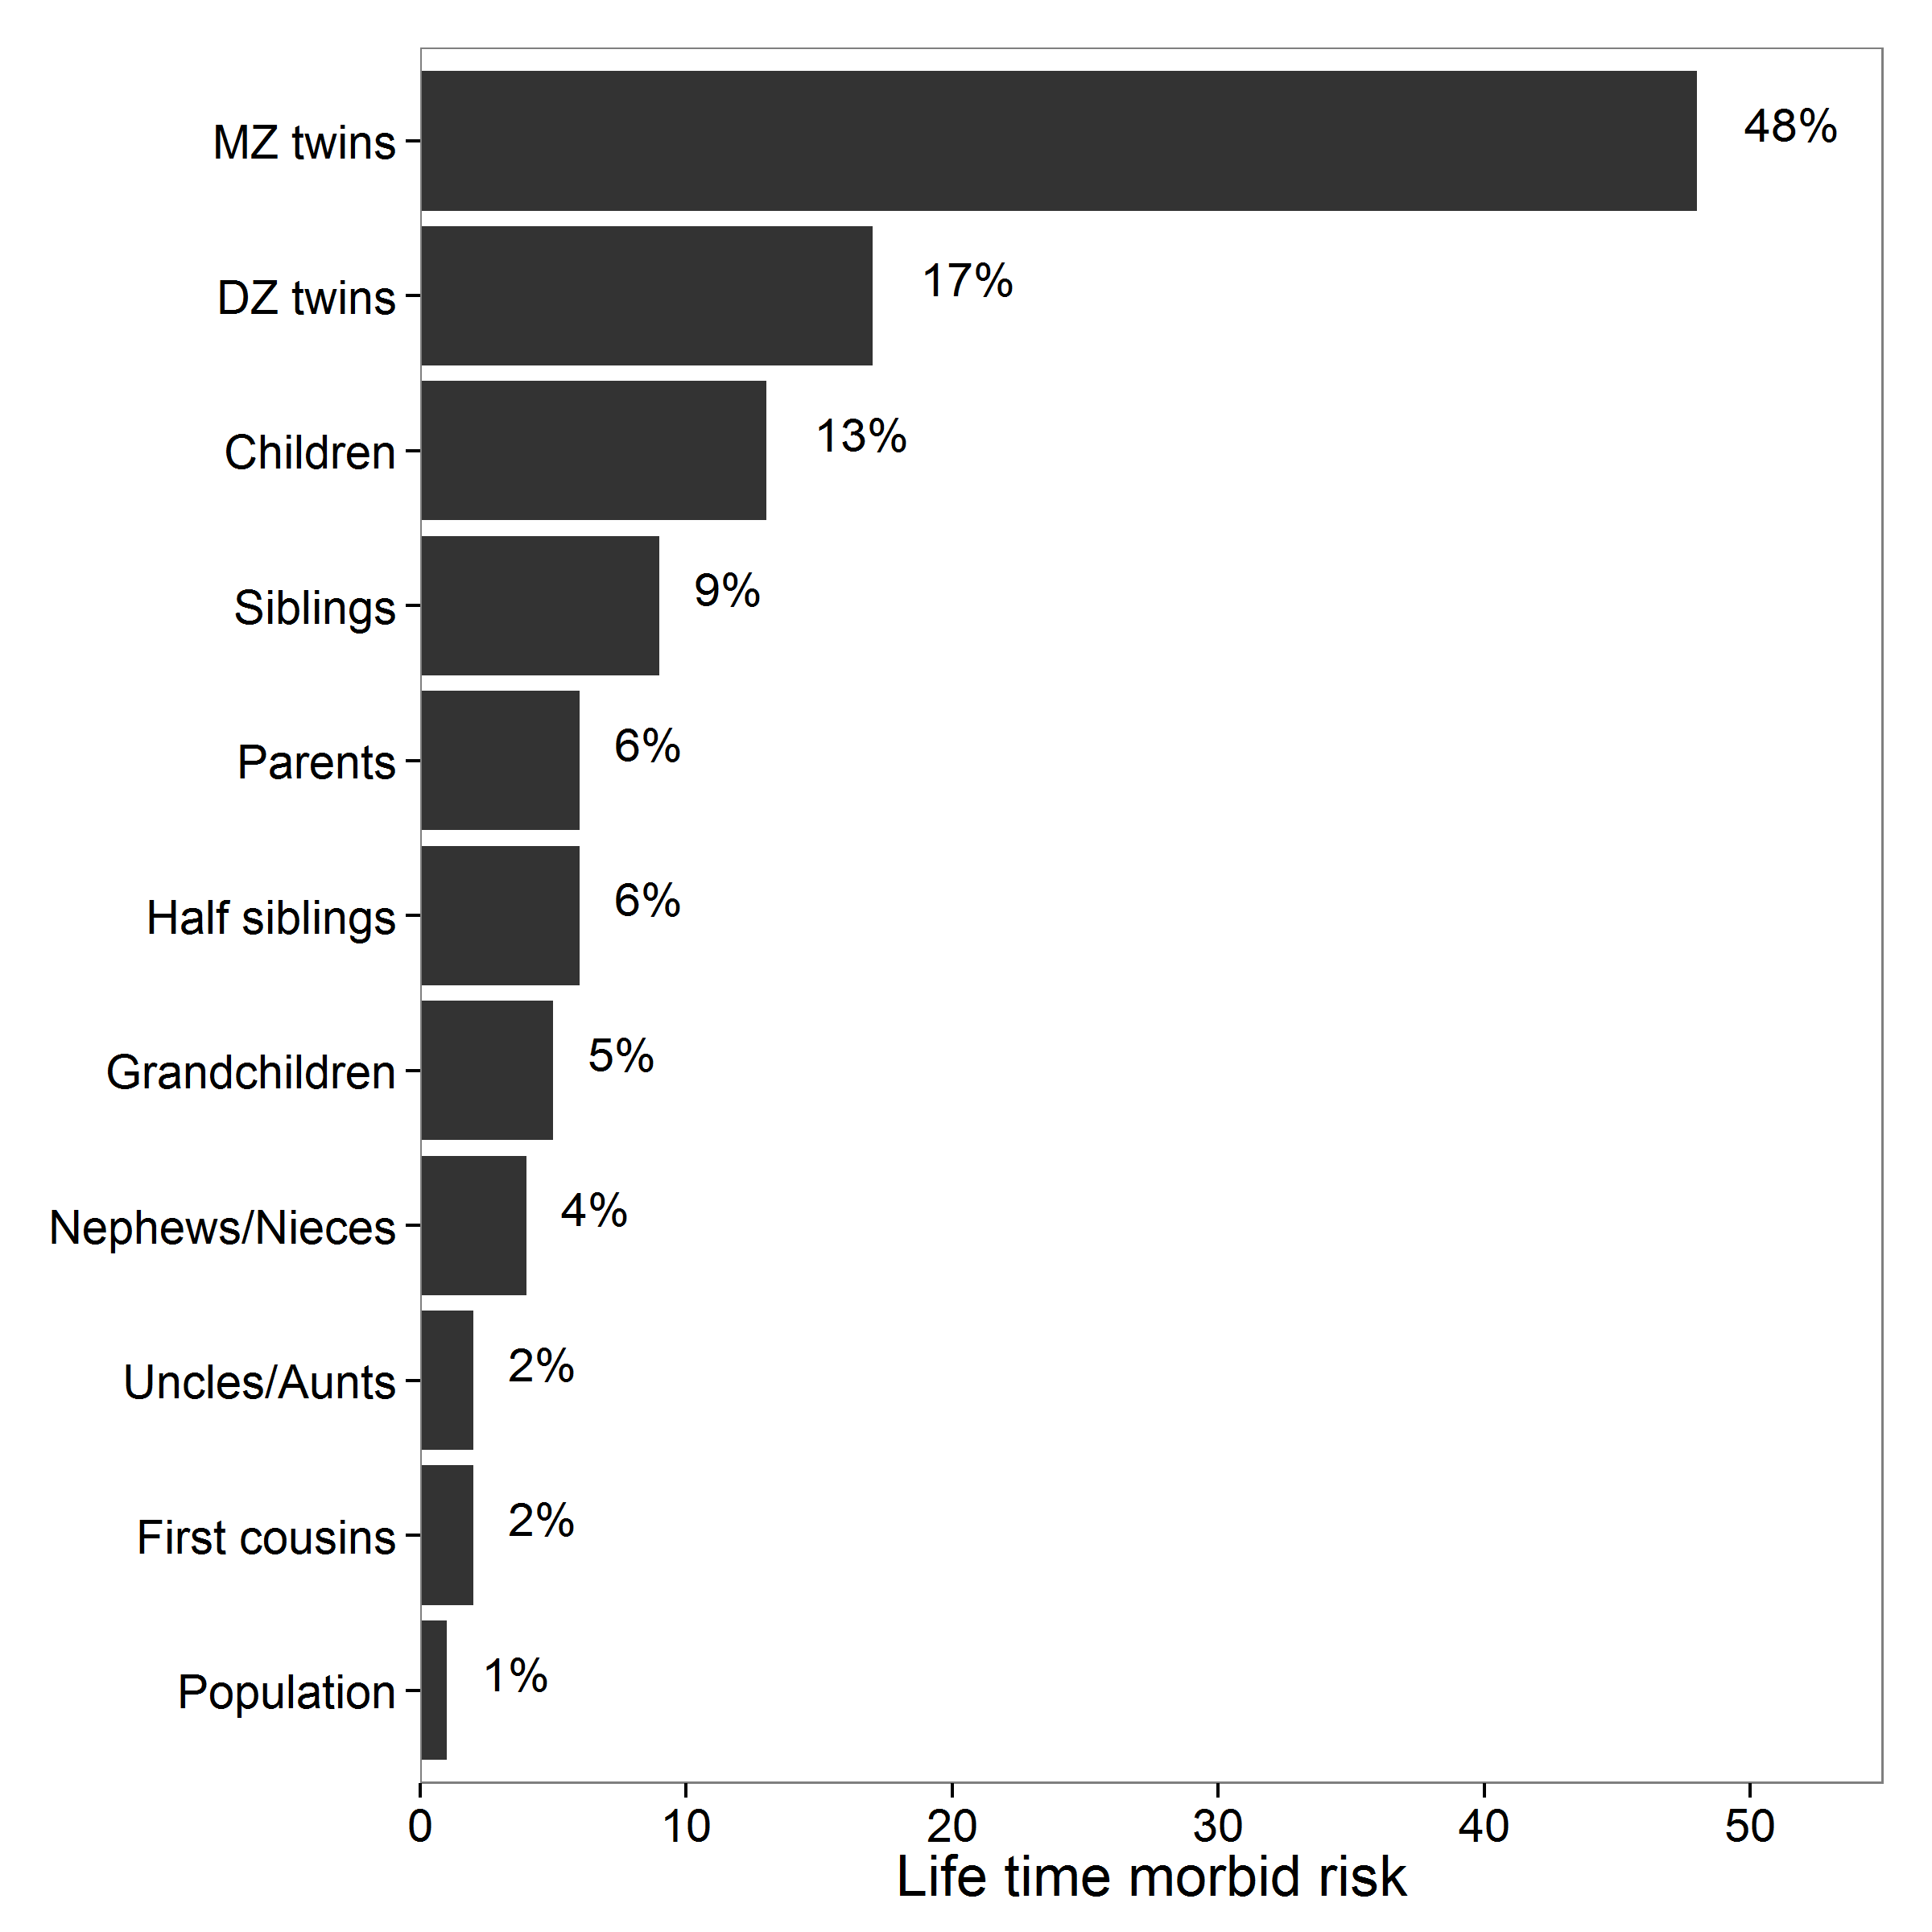 MZ twins 48%
DZ twins 17%
Children 13%
Siblings 9%
Parents 6%
Half siblings 6%
Grandchildren 5%
Nephews/Nieces 4%
Uncles/Aunts 2%
First cousins 2%
Population 1%
0 10 20 30 40 50
Life time morbid risk